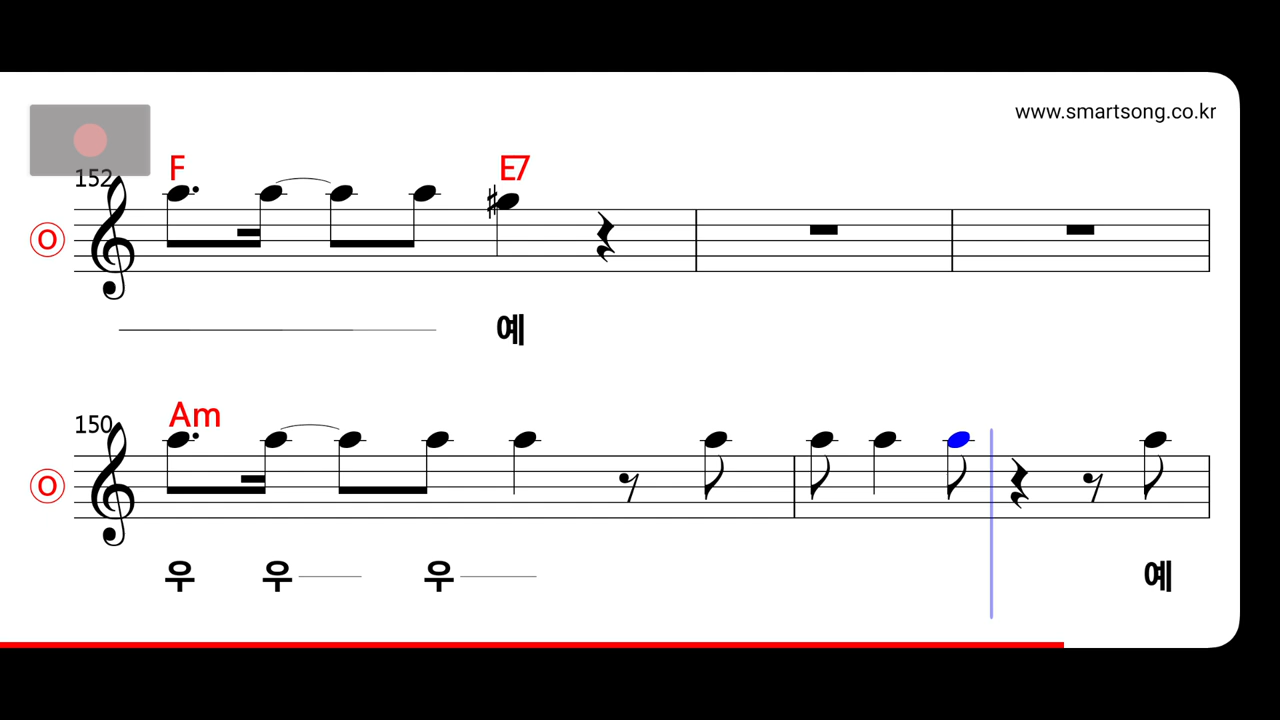 www.smartsong.co.kr
152 F E7
O
예
150 Am
O
우 우 우 예